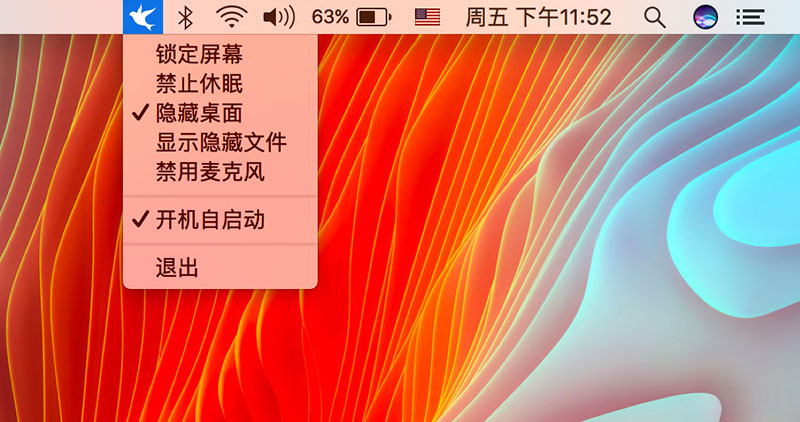 63%
周五 下午11:52
锁定屏幕
禁止休眠
隐藏桌面
显示隐藏文件
禁用麦克风
开机自启动
退出